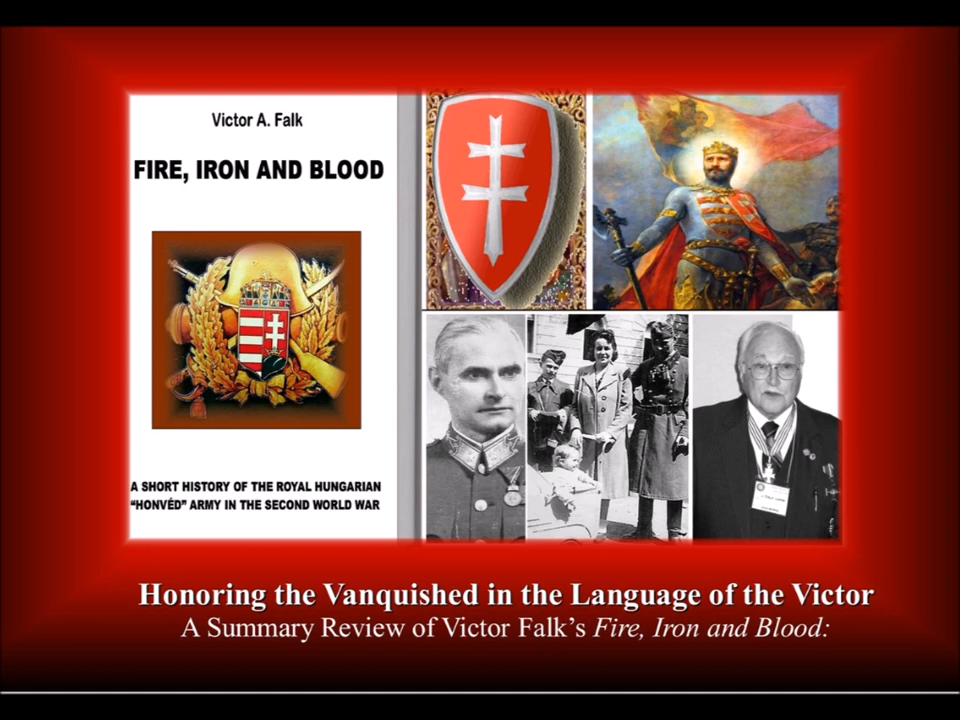 Victor A. Falk
FIRE, IRON AND BLOOD
A SHORT HISTORY OF THE ROYAL HUNGARIAN
“HONVÉD” ARMY IN THE SECOND WORLD WAR
Honoring the Vanquished in the Language of the Victor
A Summary Review of Victor Falk’s Fire, Iron and Blood: